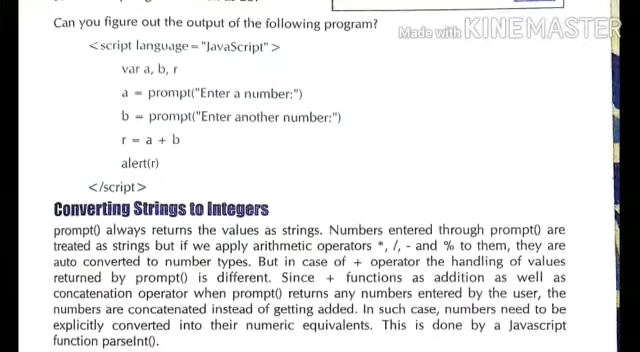 Can you figure out the output of the following program?
Made with KINEMASTER
<script language="JavaScript">
var a, b, r
a = prompt("Enter a number:")
b = prompt("Enter another number:")
r = a + b
alert(r)
</script>
Converting Strings to Integers
prompt() always returns the values as strings. Numbers entered through prompt() are
treated as strings but if we apply arithmetic operators *, /, - and % to them, they are
auto converted to number types. But in case of + operator the handling of values
returned by prompt() is different. Since + functions as addition as well as
concatenation operator when prompt() returns any numbers entered by the user, the
numbers are concatenated instead of getting added. In such case, numbers need to be
explicitly converted into their numeric equivalents. This is done by a Javascript
function parseInt().